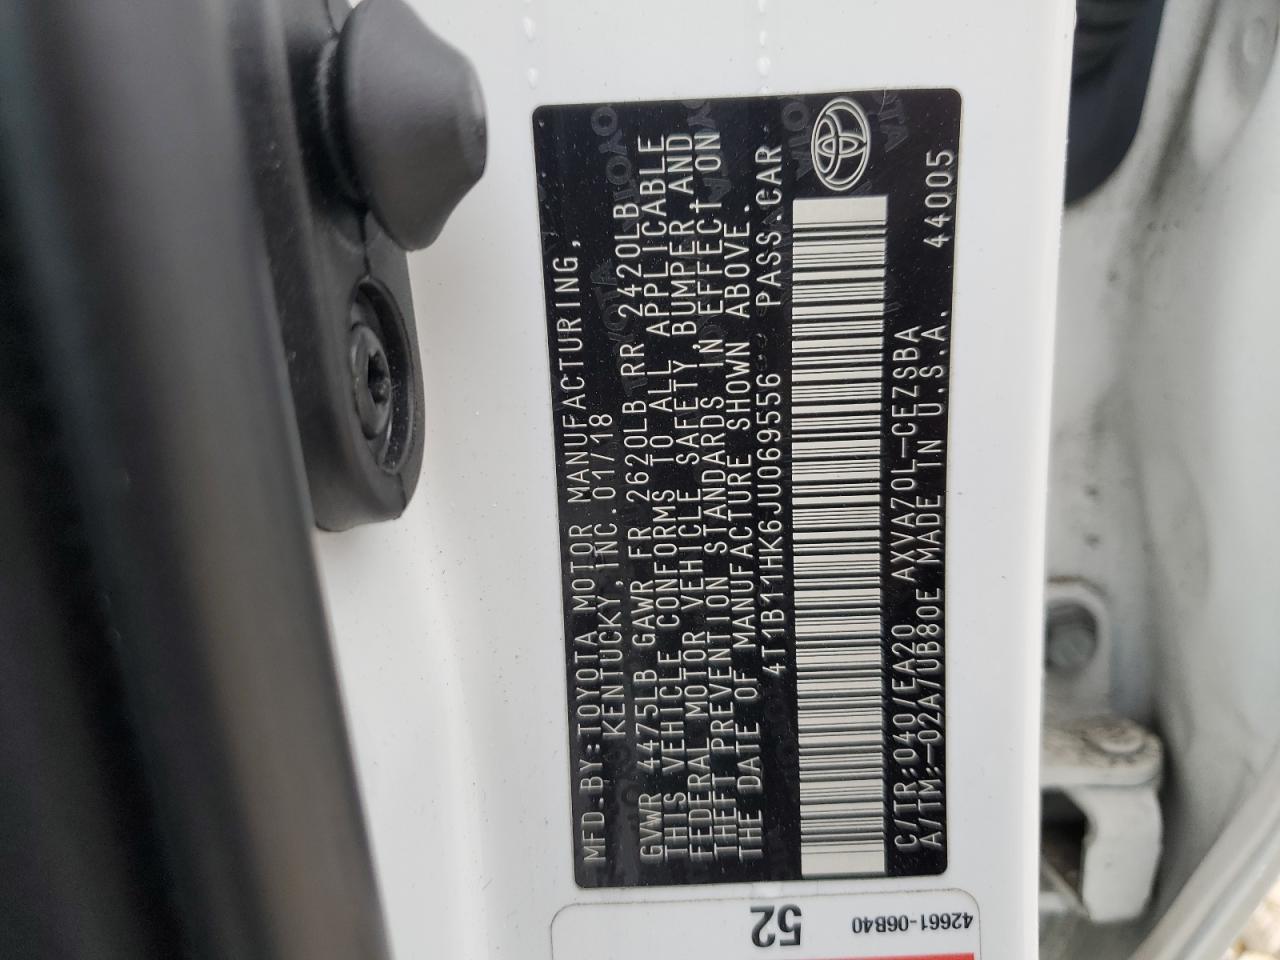 MFD.BY:TOYOTA MOTOR MANUFACTURING,
KENTUCKY,INC.01/18
GVWR 4475LB GAWR FR 2620LB RR 2420LB
THIS VEHICLE CONFORMS TO ALL APPLICABLE
FEDERAL MOTOR VEHICLE SAFETY,BUMPER,AND
THEFT PREVENTION STANDARDS IN EFFECT ON
THE DATE OF MANUFACTURE SHOWN ABOVE.
4T1B11HK6JU069556 PASS.CAR
C/TR:040/EA20 AXVA70L-CEZSBA
A/TM:-02A/UB80E MADE IN U.S.A. 44005
52
42661-06B40